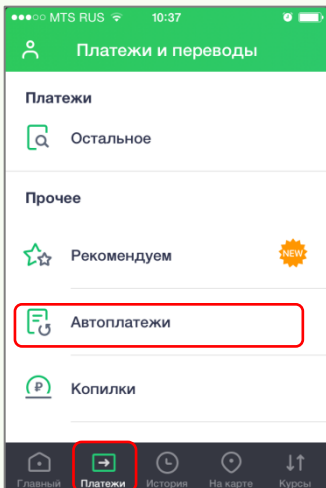 MTS RUS 10:37
Платежи и переводы
Платежи
Остальное
Прочее
Рекомендуем NEW
Автоплатежи
₽ Копилки
Главный Платежи История На карте Курсы